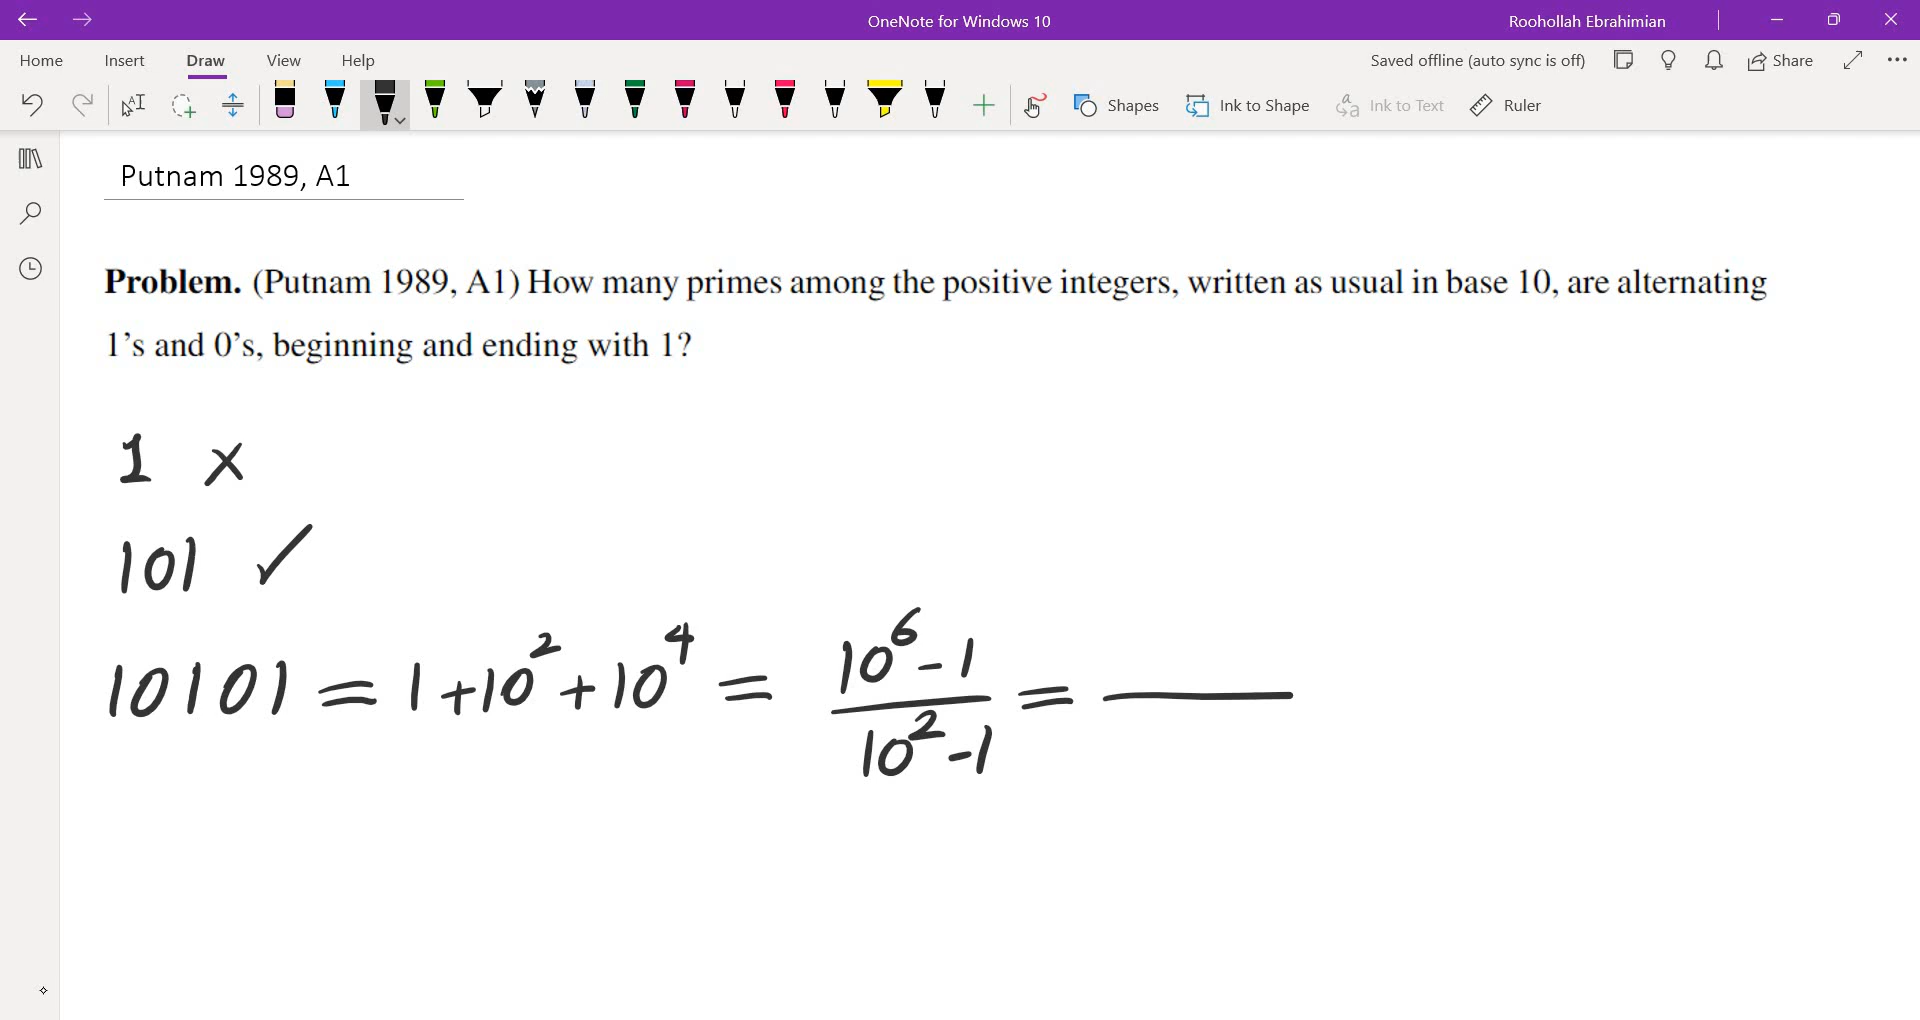 OneNote for Windows 10
Roohollah Ebrahimian
Home Insert Draw View Help
Saved offline (auto sync is off) Share
Shapes Ink to Shape Ink to Text Ruler
Putnam 1989, A1
Problem. (Putnam 1989, A1) How many primes among the positive integers, written as usual in base 10, are alternating
1's and 0's, beginning and ending with 1?
1 ×
101 ✓
10101 = 1 + 10² + 10⁴ = (10⁶ - 1)/(10² - 1) =